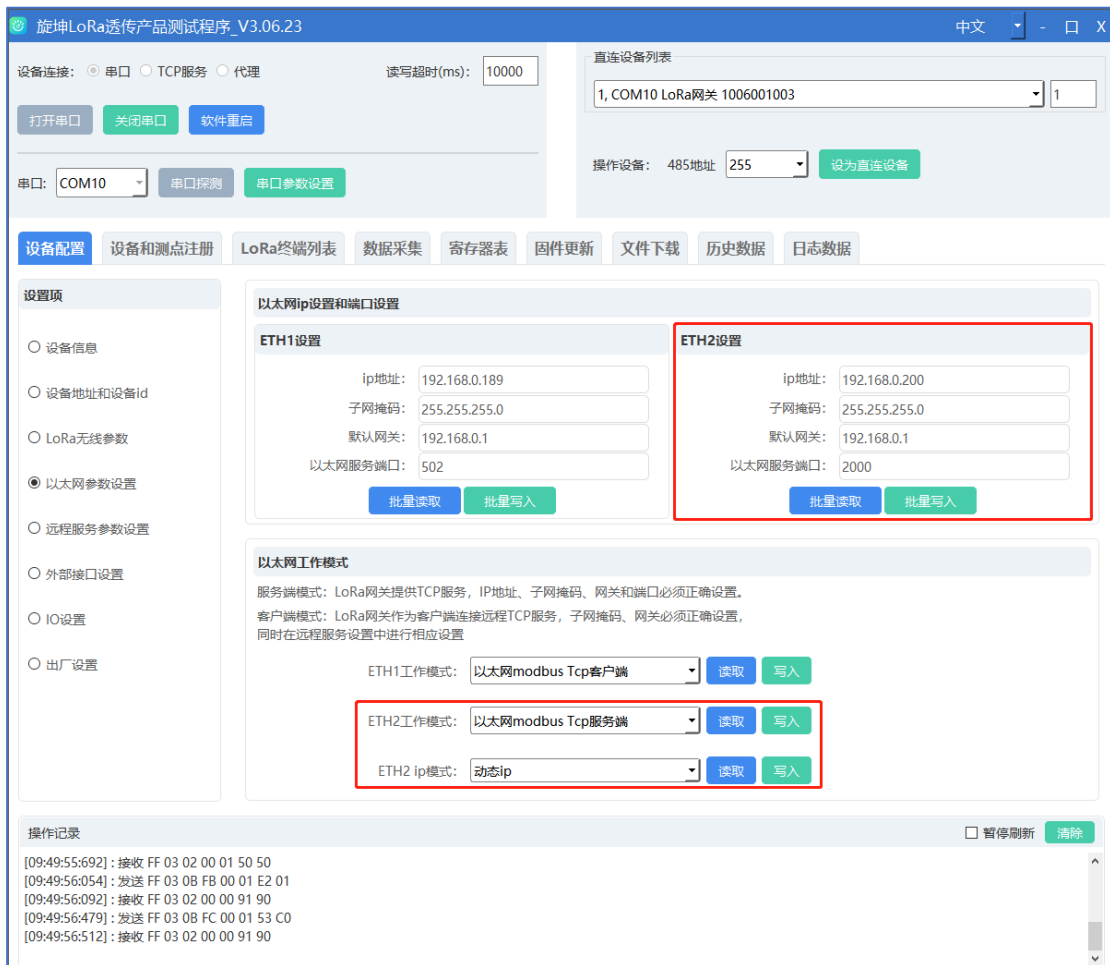 旋坤LoRa透传产品测试程序_V3.06.23
中文
设备连接: 串口 TCP服务 代理 读写超时(ms): 10000
打开串口 关闭串口 软件重启
串口: COM10 串口探测 串口参数设置
直连设备列表
1, COM10 LoRa网关 1006001003 1
操作设备: 485地址 255 设为直连设备
设备配置 设备和测点注册 LoRa终端列表 数据采集 寄存器表 固件更新 文件下载 历史数据 日志数据
设置项
设备信息
设备地址和设备id
LoRa无线参数
以太网参数设置
远程服务参数设置
外部接口设置
IO设置
出厂设置
以太网ip设置和端口设置
ETH1设置
ip地址: 192.168.0.189
子网掩码: 255.255.255.0
默认网关: 192.168.0.1
以太网服务端口: 502
批量读取 批量写入
ETH2设置
ip地址: 192.168.0.200
子网掩码: 255.255.255.0
默认网关: 192.168.0.1
以太网服务端口: 2000
批量读取 批量写入
以太网工作模式
服务端模式: LoRa网关提供TCP服务, IP地址、子网掩码、网关和端口必须正确设置。
客户端模式: LoRa网关作为客户端连接远程TCP服务, 子网掩码、网关必须正确设置,
同时在远程服务设置中进行相应设置
ETH1工作模式: 以太网modbus Tcp客户端 读取 写入
ETH2工作模式: 以太网modbus Tcp服务端 读取 写入
ETH2 ip模式: 动态ip 读取 写入
操作记录 暂停刷新 清除
[09:49:55:692] : 接收 FF 03 02 00 01 50 50
[09:49:56:054] : 发送 FF 03 0B FB 00 01 E2 01
[09:49:56:092] : 接收 FF 03 02 00 00 91 90
[09:49:56:479] : 发送 FF 03 0B FC 00 01 53 C0
[09:49:56:512] : 接收 FF 03 02 00 00 91 90